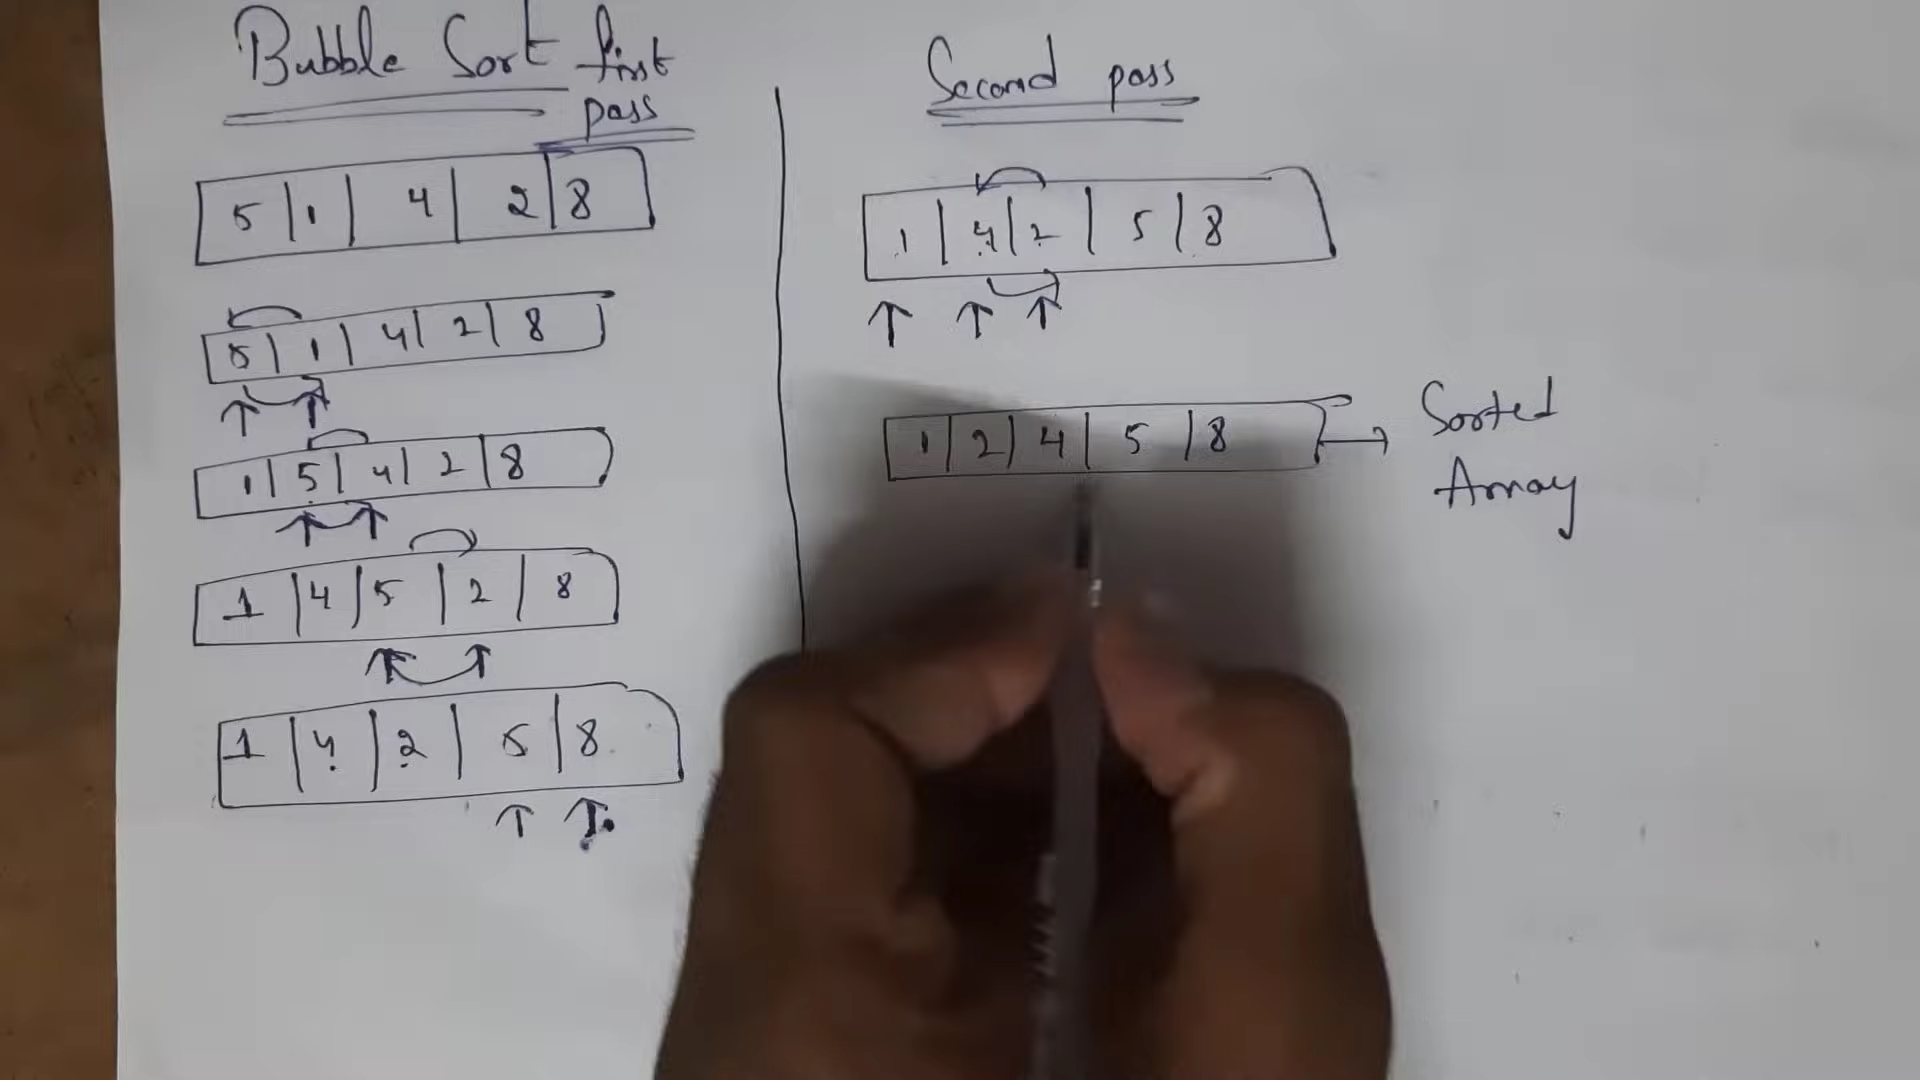 Bubble Sort first
pass
5 | 1 | 4 | 2 | 8
5 | 1 | 4 | 2 | 8
1 | 5 | 4 | 2 | 8
1 | 4 | 5 | 2 | 8
1 | 4 | 2 | 5 | 8
Second pass
1 | 4 | 2 | 5 | 8
1 | 2 | 4 | 5 | 8 → Sorted
Array